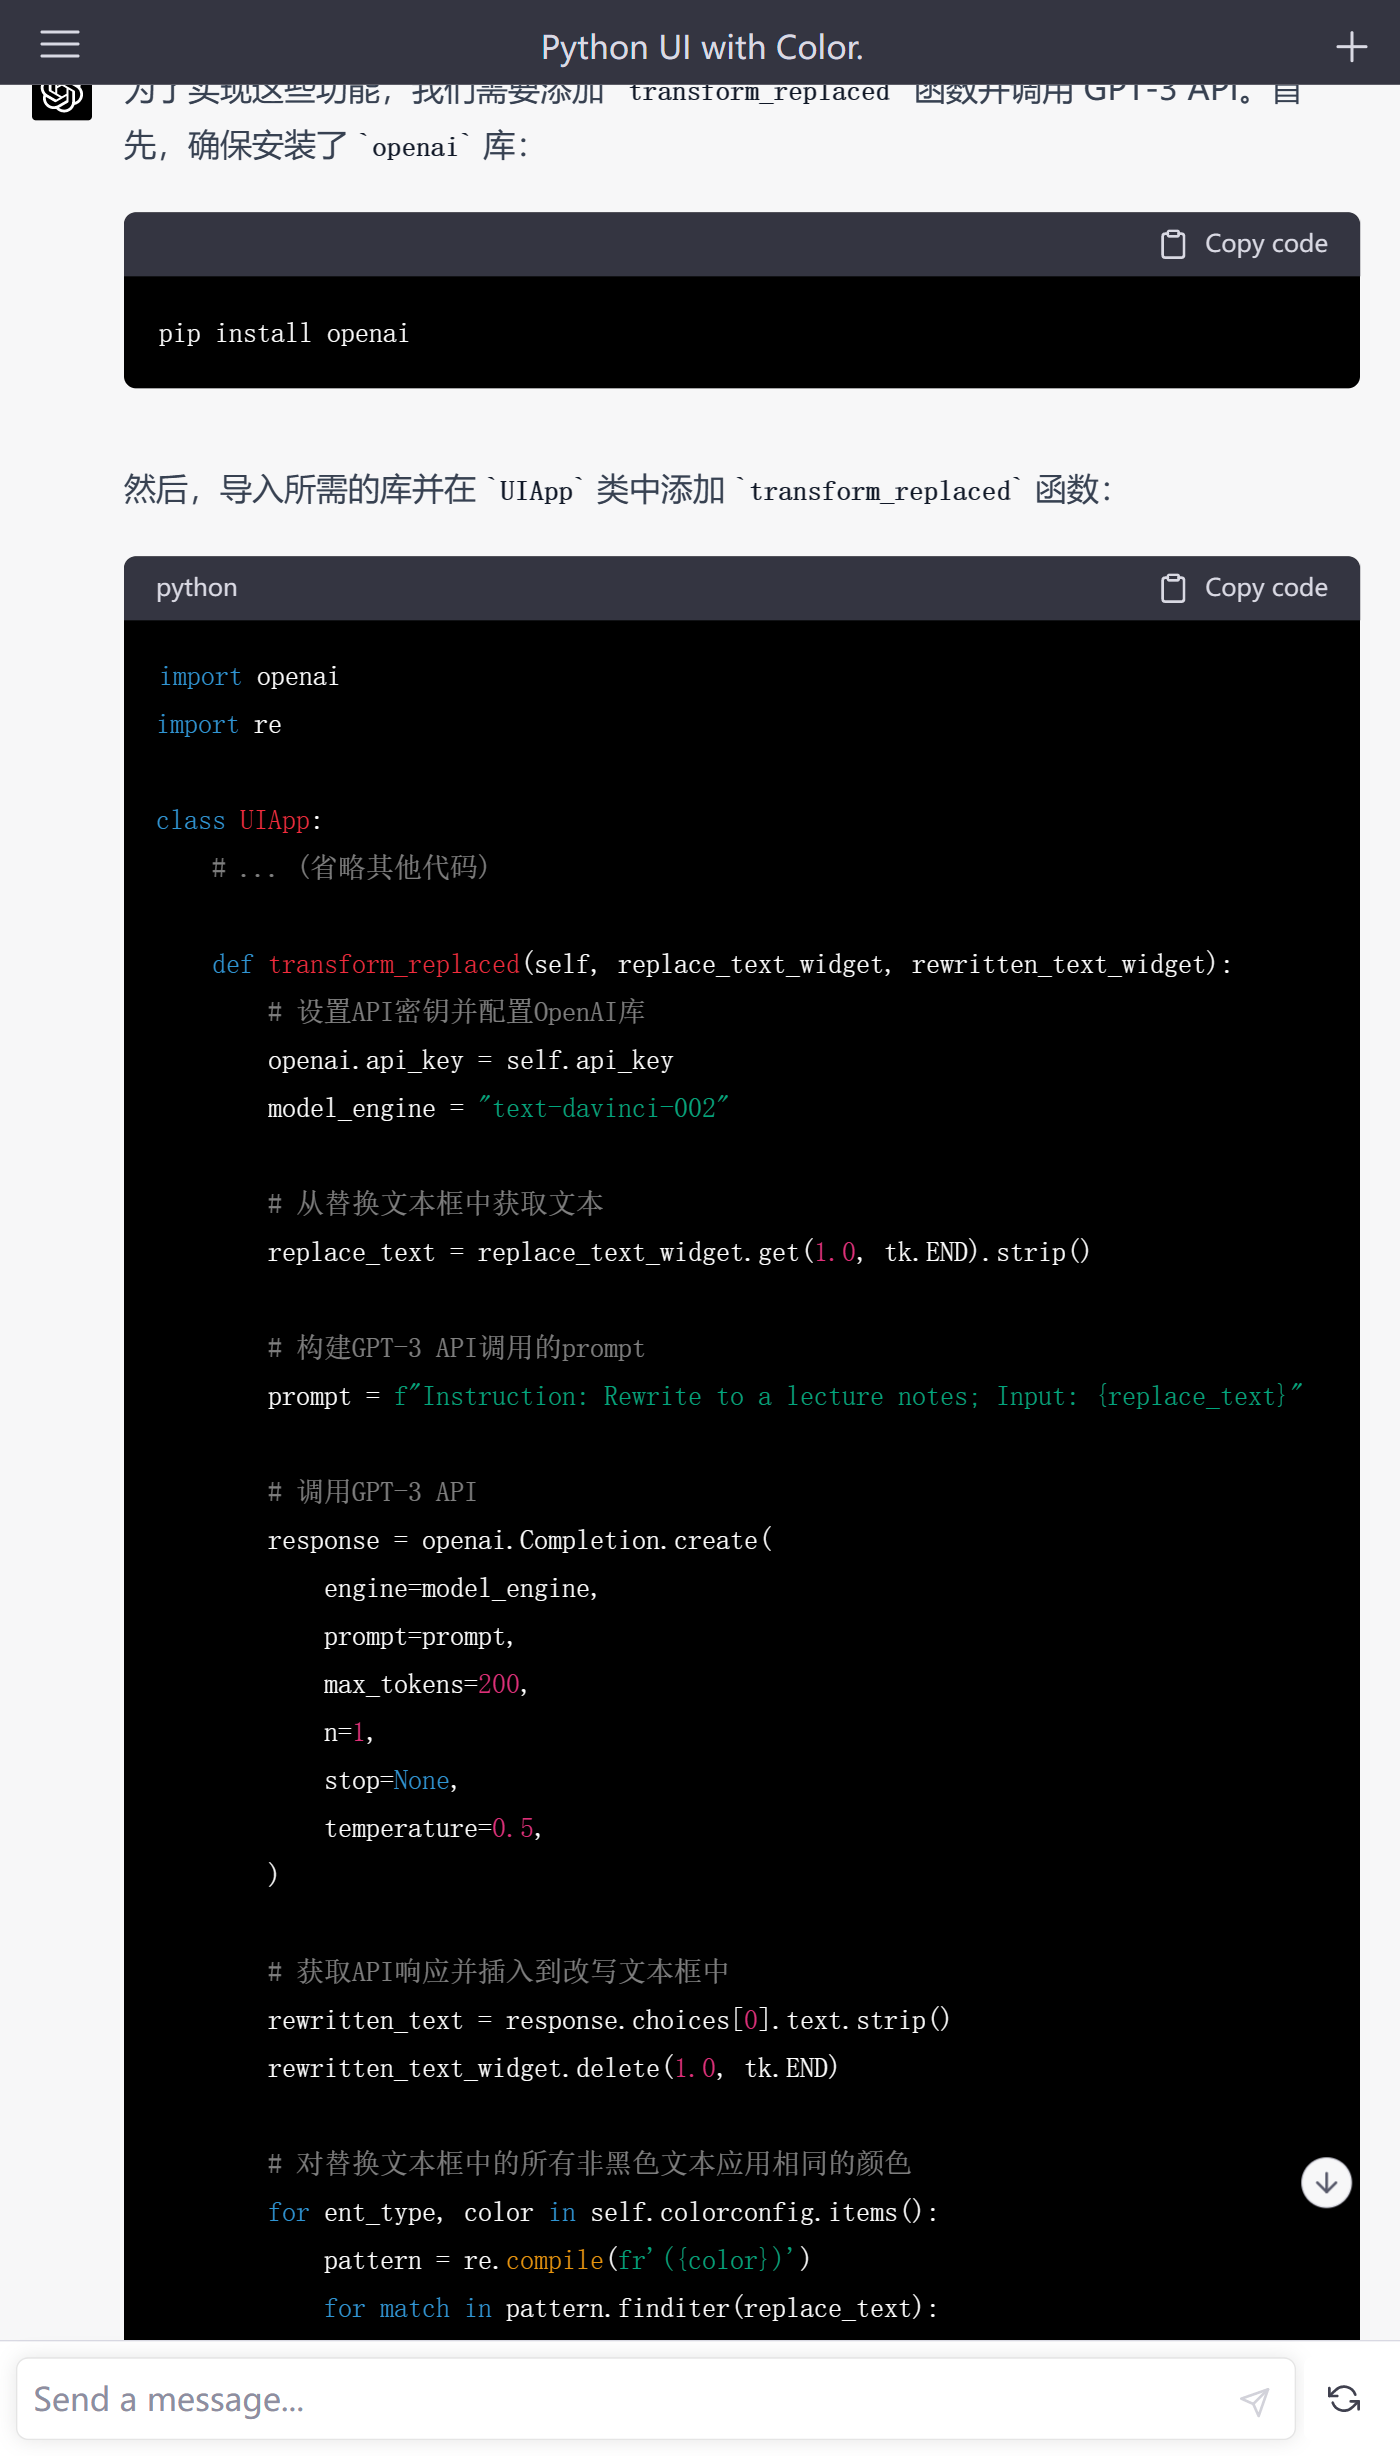 Python UI with Color.
为了实现这些功能，我们需要添加 `transform_replaced` 函数并调用 GPT-3 API。首
先，确保安装了 `openai` 库：
Copy code
pip install openai
然后，导入所需的库并在 `UIApp` 类中添加 `transform_replaced` 函数：
python Copy code
import openai
import re
class UIApp:
# ... (省略其他代码)
def transform_replaced(self, replace_text_widget, rewritten_text_widget):
# 设置API密钥并配置OpenAI库
openai.api_key = self.api_key
model_engine = "text-davinci-002"
# 从替换文本框中获取文本
replace_text = replace_text_widget.get(1.0, tk.END).strip()
# 构建GPT-3 API调用的prompt
prompt = f"Instruction: Rewrite to a lecture notes; Input: {replace_text}"
# 调用GPT-3 API
response = openai.Completion.create(
engine=model_engine,
prompt=prompt,
max_tokens=200,
n=1,
stop=None,
temperature=0.5,
)
# 获取API响应并插入到改写文本框中
rewritten_text = response.choices[0].text.strip()
rewritten_text_widget.delete(1.0, tk.END)
# 对替换文本框中的所有非黑色文本应用相同的颜色
for ent_type, color in self.colorconfig.items():
pattern = re.compile(fr'({color})')
for match in pattern.finditer(replace_text):
Send a message...